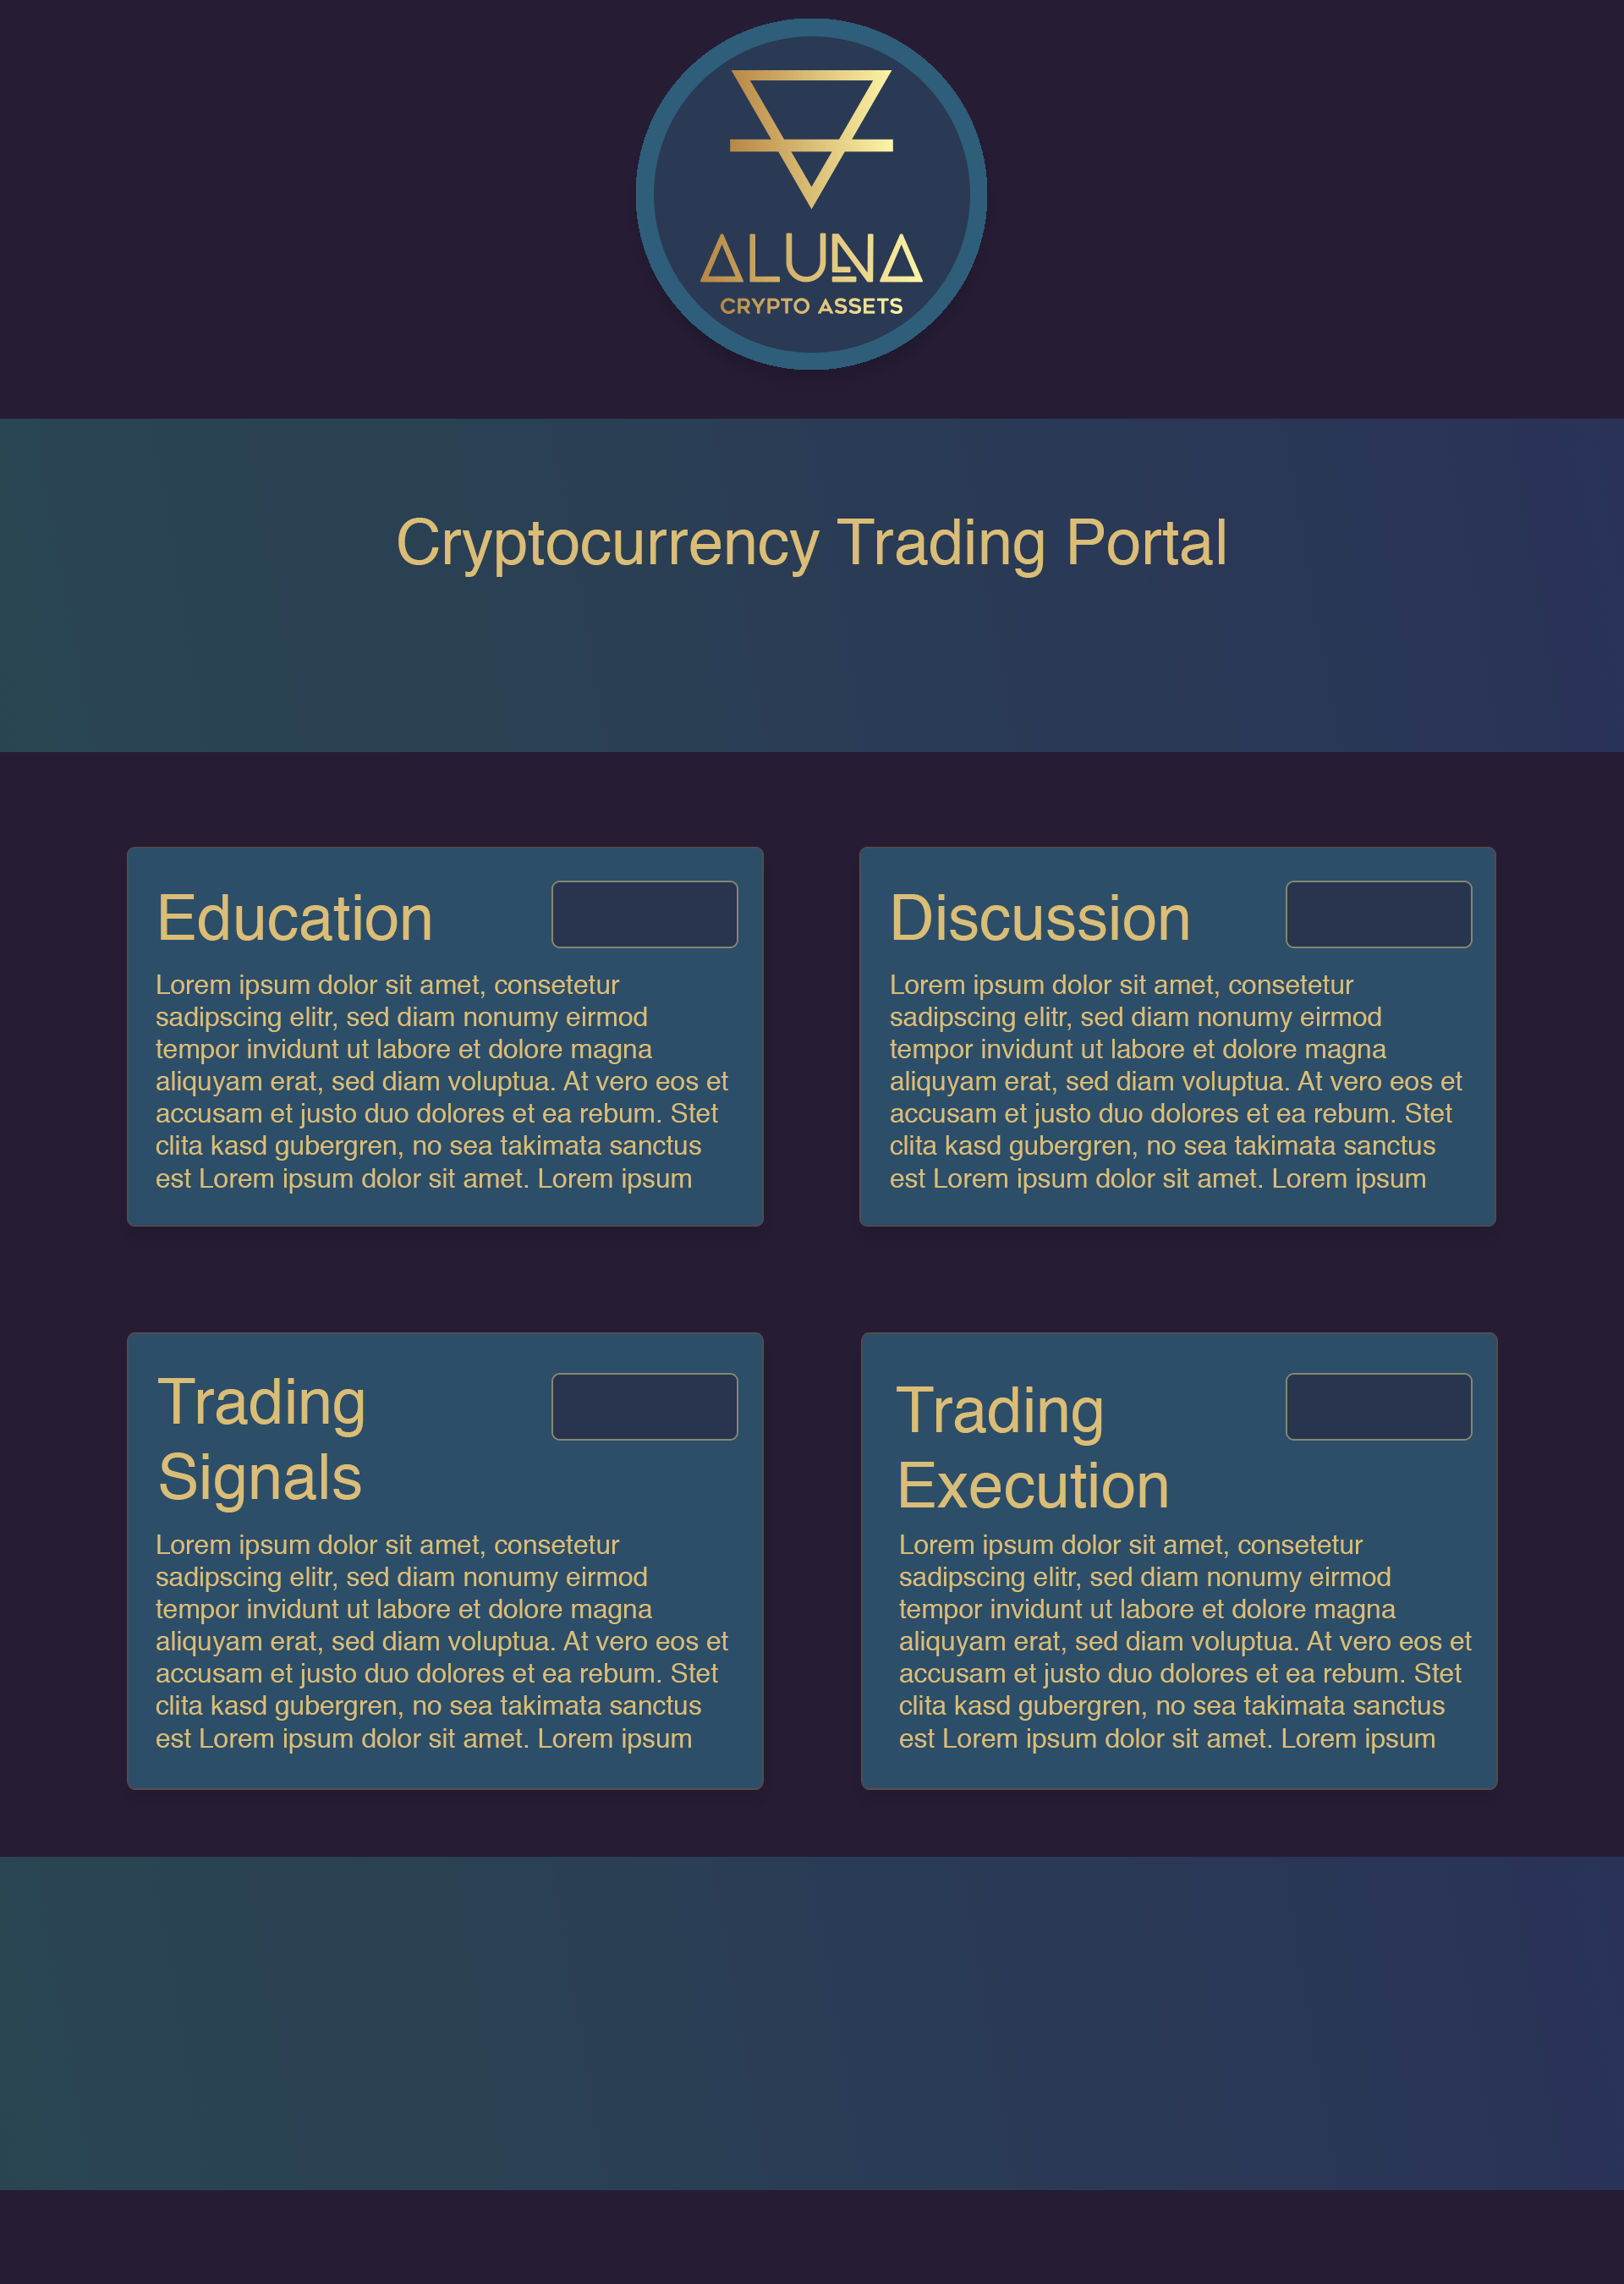 ALUNA
CRYPTO ASSETS
Cryptocurrency Trading Portal
Education
Lorem ipsum dolor sit amet, consetetur
sadipscing elitr, sed diam nonumy eirmod
tempor invidunt ut labore et dolore magna
aliquyam erat, sed diam voluptua. At vero eos et
accusam et justo duo dolores et ea rebum. Stet
clita kasd gubergren, no sea takimata sanctus
est Lorem ipsum dolor sit amet. Lorem ipsum
Discussion
Lorem ipsum dolor sit amet, consetetur
sadipscing elitr, sed diam nonumy eirmod
tempor invidunt ut labore et dolore magna
aliquyam erat, sed diam voluptua. At vero eos et
accusam et justo duo dolores et ea rebum. Stet
clita kasd gubergren, no sea takimata sanctus
est Lorem ipsum dolor sit amet. Lorem ipsum
Trading
Signals
Lorem ipsum dolor sit amet, consetetur
sadipscing elitr, sed diam nonumy eirmod
tempor invidunt ut labore et dolore magna
aliquyam erat, sed diam voluptua. At vero eos et
accusam et justo duo dolores et ea rebum. Stet
clita kasd gubergren, no sea takimata sanctus
est Lorem ipsum dolor sit amet. Lorem ipsum
Trading
Execution
Lorem ipsum dolor sit amet, consetetur
sadipscing elitr, sed diam nonumy eirmod
tempor invidunt ut labore et dolore magna
aliquyam erat, sed diam voluptua. At vero eos et
accusam et justo duo dolores et ea rebum. Stet
clita kasd gubergren, no sea takimata sanctus
est Lorem ipsum dolor sit amet. Lorem ipsum